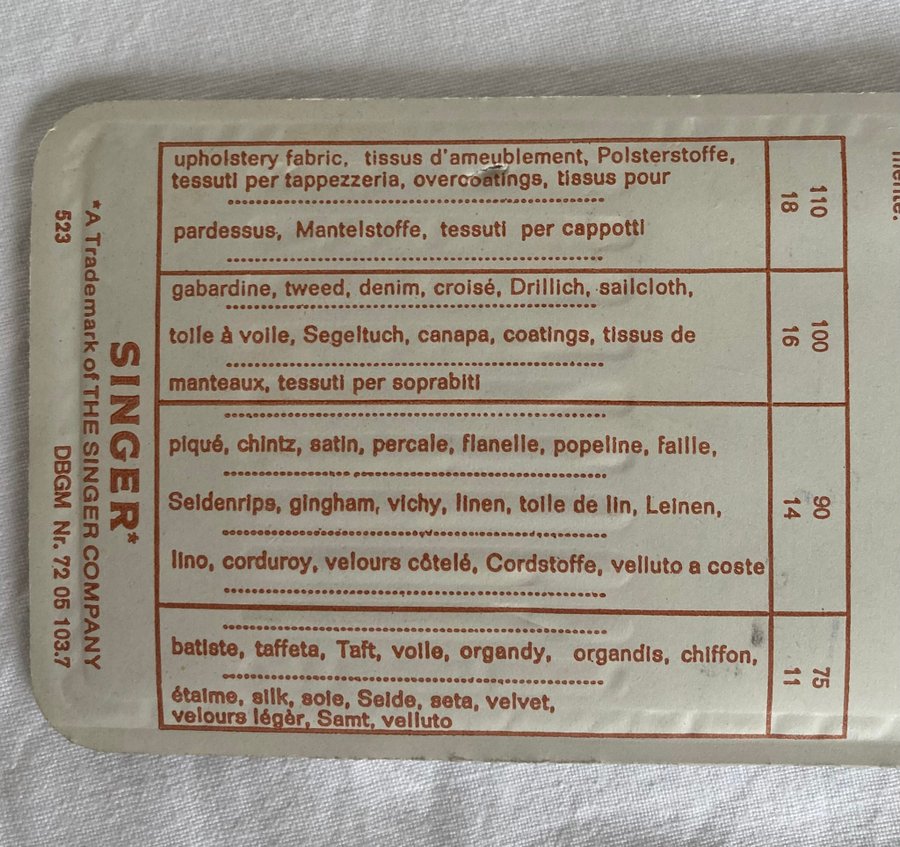 upholstery fabric, tissus d'ameublement, Polsterstoffe,
tessuti per tappezzeria, overcoatings, tissus pour
pardessus, Mantelstoffe, tessuti per cappotti
110
18
gabardine, tweed, denim, croisé, Drillich, sailcloth,
toile à voile, Segeltuch, canapa, coatings, tissus de
manteaux, tessuti per soprabiti
100
16
piqué, chintz, satin, percale, flanelle, popeline, faille,
Seidenrips, gingham, vichy, linen, toile de lin, Leinen,
lino, corduroy, velours côtelé, Cordstoffe, velluto a coste
90
14
batiste, taffeta, Taft, voile, organdy, organdis, chiffon,
étaime, silk, soie, Seide, seta, velvet,
velours légèr, Samt, velluto
75
11
SINGER*
*A Trademark of THE SINGER COMPANY
523 DBGM Nr. 72 05 103.7